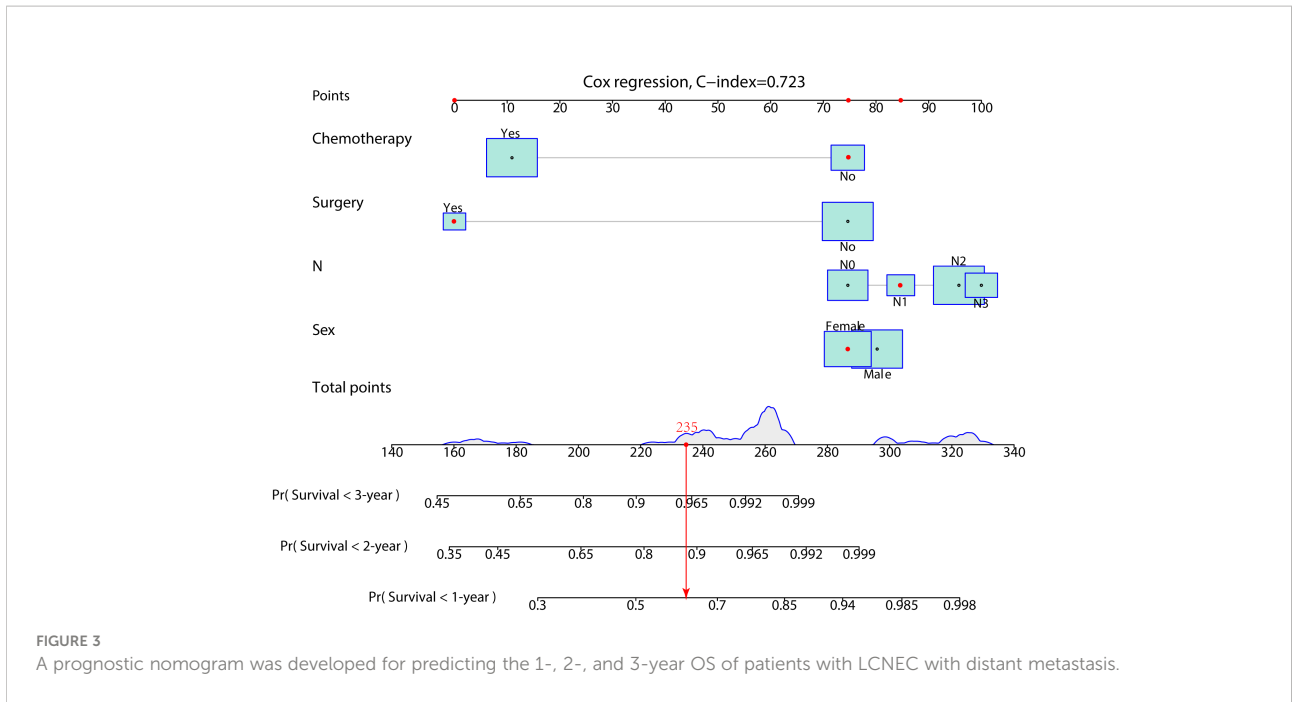 Cox regression, C−index=0.723
Points
0 10 20 30 40 50 60 70 80 90 100
Yes
Chemotherapy
No
Surgery
Yes
No
N
N0 N2
N1 N3
Sex
Female
Male
Total points
235
140 160 180 200 220 240 260 280 300 320 340
Pr( Survival < 3-year )
0.45 0.65 0.8 0.9 0.965 0.992 0.999
Pr( Survival < 2-year )
0.35 0.45 0.65 0.8 0.9 0.965 0.992 0.999
Pr( Survival < 1-year )
0.3 0.5 0.7 0.85 0.94 0.985 0.998
FIGURE 3
A prognostic nomogram was developed for predicting the 1-, 2-, and 3-year OS of patients with LCNEC with distant metastasis.